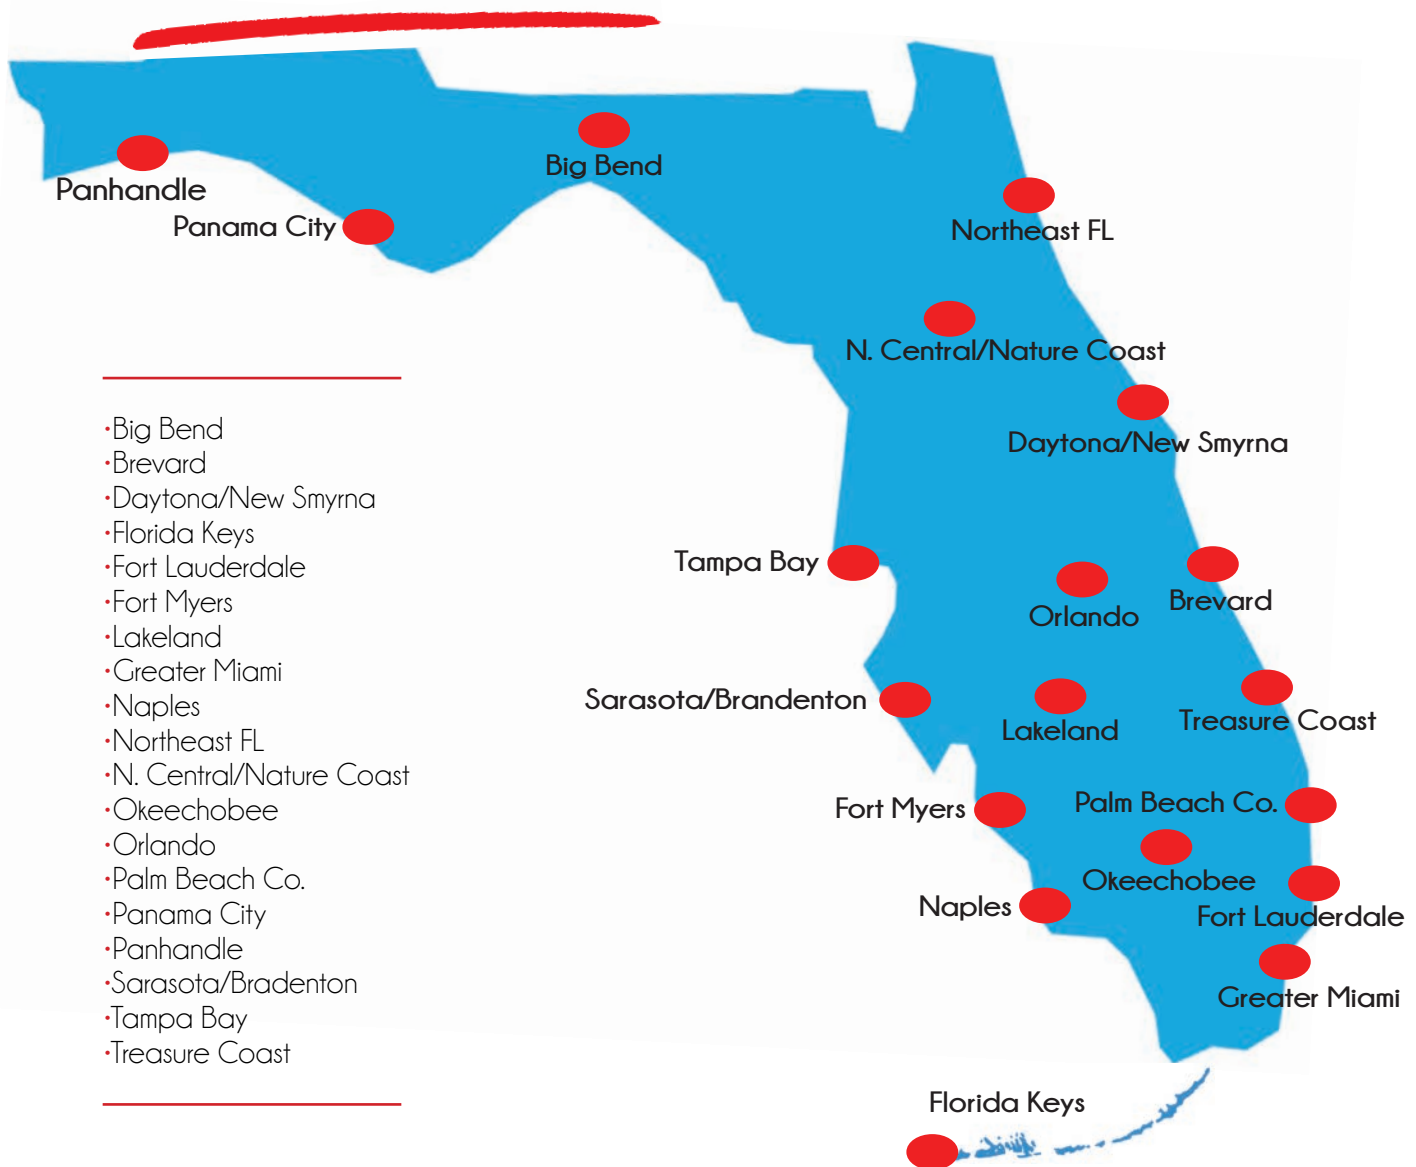 Big Bend
Panhandle
Northeast FL
Panama City
N. Central/Nature Coast
Daytona/New Smyrna
Tampa Bay
Orlando
Brevard
Sarasota/Brandenton
Lakeland
Treasure Coast
Fort Myers
Palm Beach Co.
Okeechobee
Naples
Fort Lauderdale
Greater Miami
Florida Keys
•Big Bend
•Brevard
•Daytona/New Smyrna
•Florida Keys
•Fort Lauderdale
•Fort Myers
•Lakeland
•Greater Miami
•Naples
•Northeast FL
•N. Central/Nature Coast
•Okeechobee
•Orlando
•Palm Beach Co.
•Panama City
•Panhandle
•Sarasota/Bradenton
•Tampa Bay
•Treasure Coast